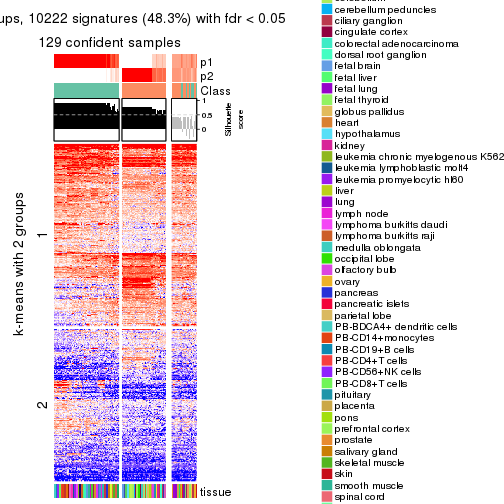 ups, 10222 signatures (48.3%) with fdr < 0.05
129 confident samples
p1
p2
Class
1
0.5
0
Silhouette
score
k-means with 2 groups
1
2
tissue
cerebellum peduncles
ciliary ganglion
cingulate cortex
colorectal adenocarcinoma
dorsal root ganglion
fetal brain
fetal liver
fetal lung
fetal thyroid
globus pallidus
heart
hypothalamus
kidney
leukemia chronic myelogenous K562
leukemia lymphoblastic molt4
leukemia promyelocytic hl60
liver
lung
lymph node
lymphoma burkitts daudi
lymphoma burkitts raji
medulla oblongata
occipital lobe
olfactory bulb
ovary
pancreas
pancreatic islets
parietal lobe
PB-BDCA4+ dendritic cells
PB-CD14+monocytes
PB-CD19+B cells
PB-CD4+T cells
PB-CD56+NK cells
PB-CD8+T cells
pituitary
placenta
pons
prefrontal cortex
prostate
salivary gland
skeletal muscle
skin
smooth muscle
spinal cord